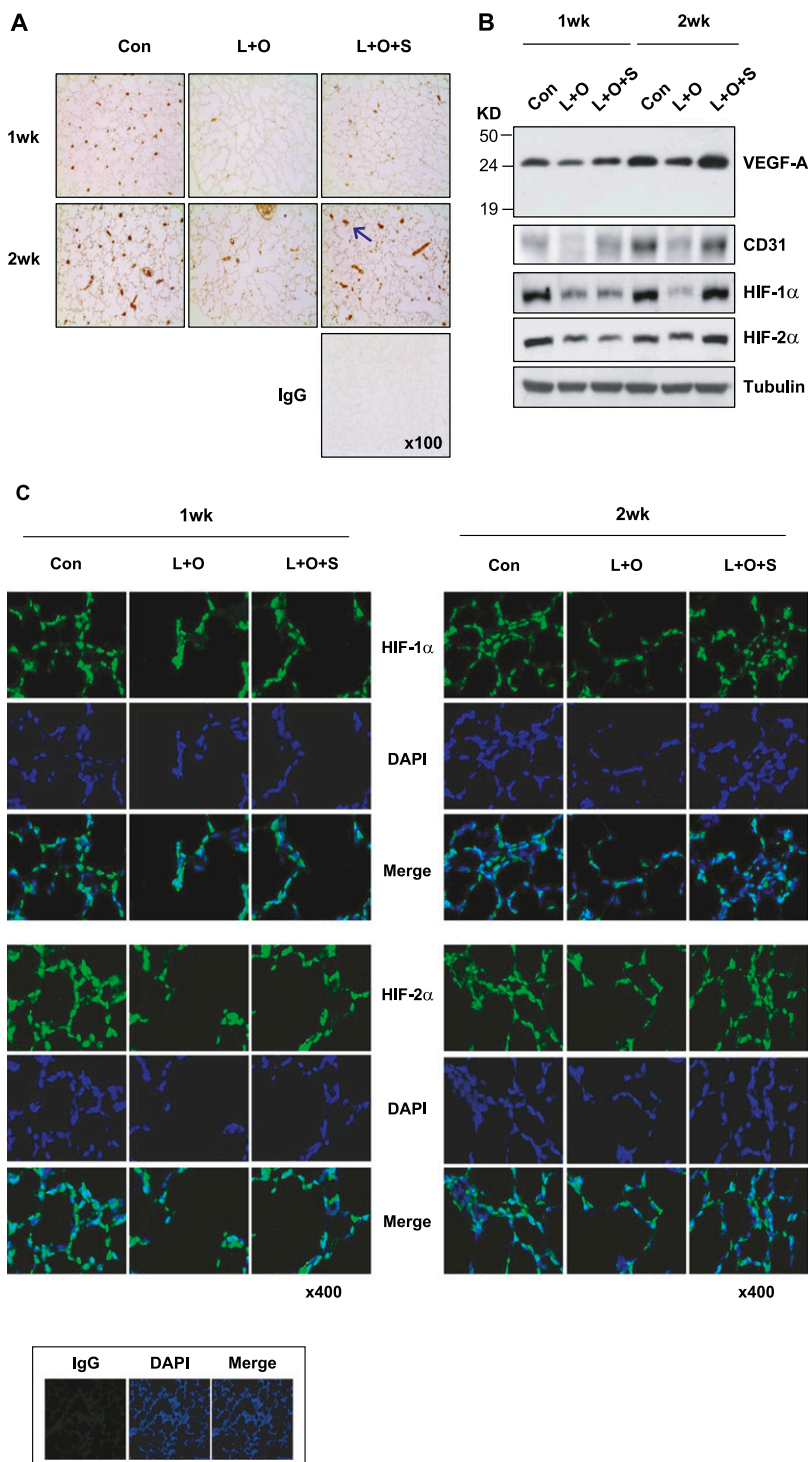 A
Con L+O L+O+S
1wk
2wk
IgG
x100
B
1wk 2wk
Con L+O L+O+S Con L+O L+O+S
KD
50
24
19
VEGF-A
CD31
HIF-1α
HIF-2α
Tubulin
C
1wk 2wk
Con L+O L+O+S Con L+O L+O+S
HIF-1α
DAPI
Merge
HIF-2α
DAPI
Merge
x400 x400
IgG DAPI Merge